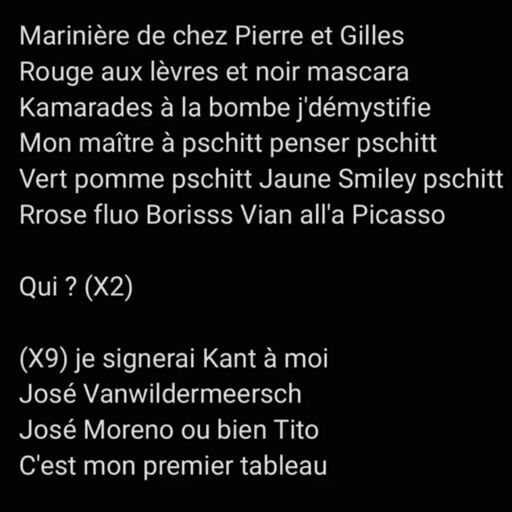 Marinière de chez Pierre et Gilles
Rouge aux lèvres et noir mascara
Kamarades à la bombe j'démystifie
Mon maître à pschitt penser pschitt
Vert pomme pschitt Jaune Smiley pschitt
Rrose fluo Borisss Vian all'a Picasso
Qui ? (X2)
(X9) je signerai Kant à moi
José Vanwildermeersch
José Moreno ou bien Tito
C'est mon premier tableau